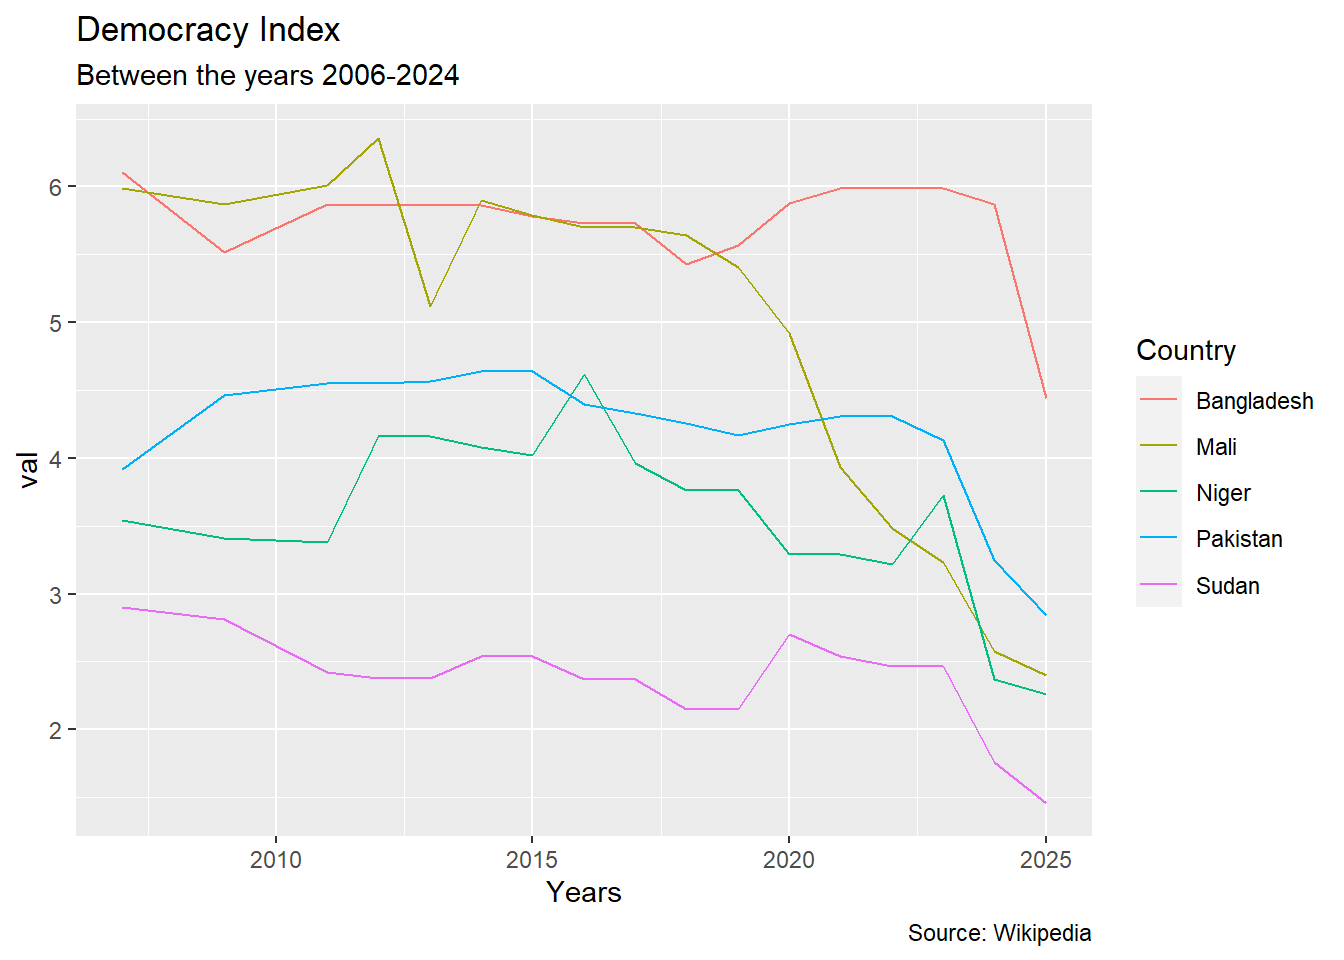 Democracy Index
Between the years 2006-2024
6
5
4
3
2
val
2010
2015
2020
2025
Years
Country
Bangladesh
Mali
Niger
Pakistan
Sudan
Source: Wikipedia